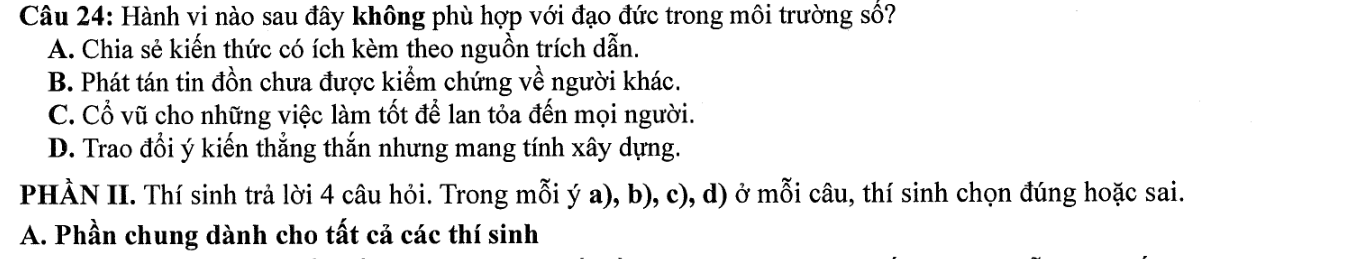 Câu 24: Hành vi nào sau đây không phù hợp với đạo đức trong môi trường số?
A. Chia sẻ kiến thức có ích kèm theo nguồn trích dẫn.
B. Phát tán tin đồn chưa được kiểm chứng về người khác.
C. Cổ vũ cho những việc làm tốt để lan tỏa đến mọi người.
D. Trao đổi ý kiến thẳng thắn nhưng mang tính xây dựng.
PHẦN II. Thí sinh trả lời 4 câu hỏi. Trong mỗi ý a), b), c), d) ở mỗi câu, thí sinh chọn đúng hoặc sai.
A. Phần chung dành cho tất cả các thí sinh